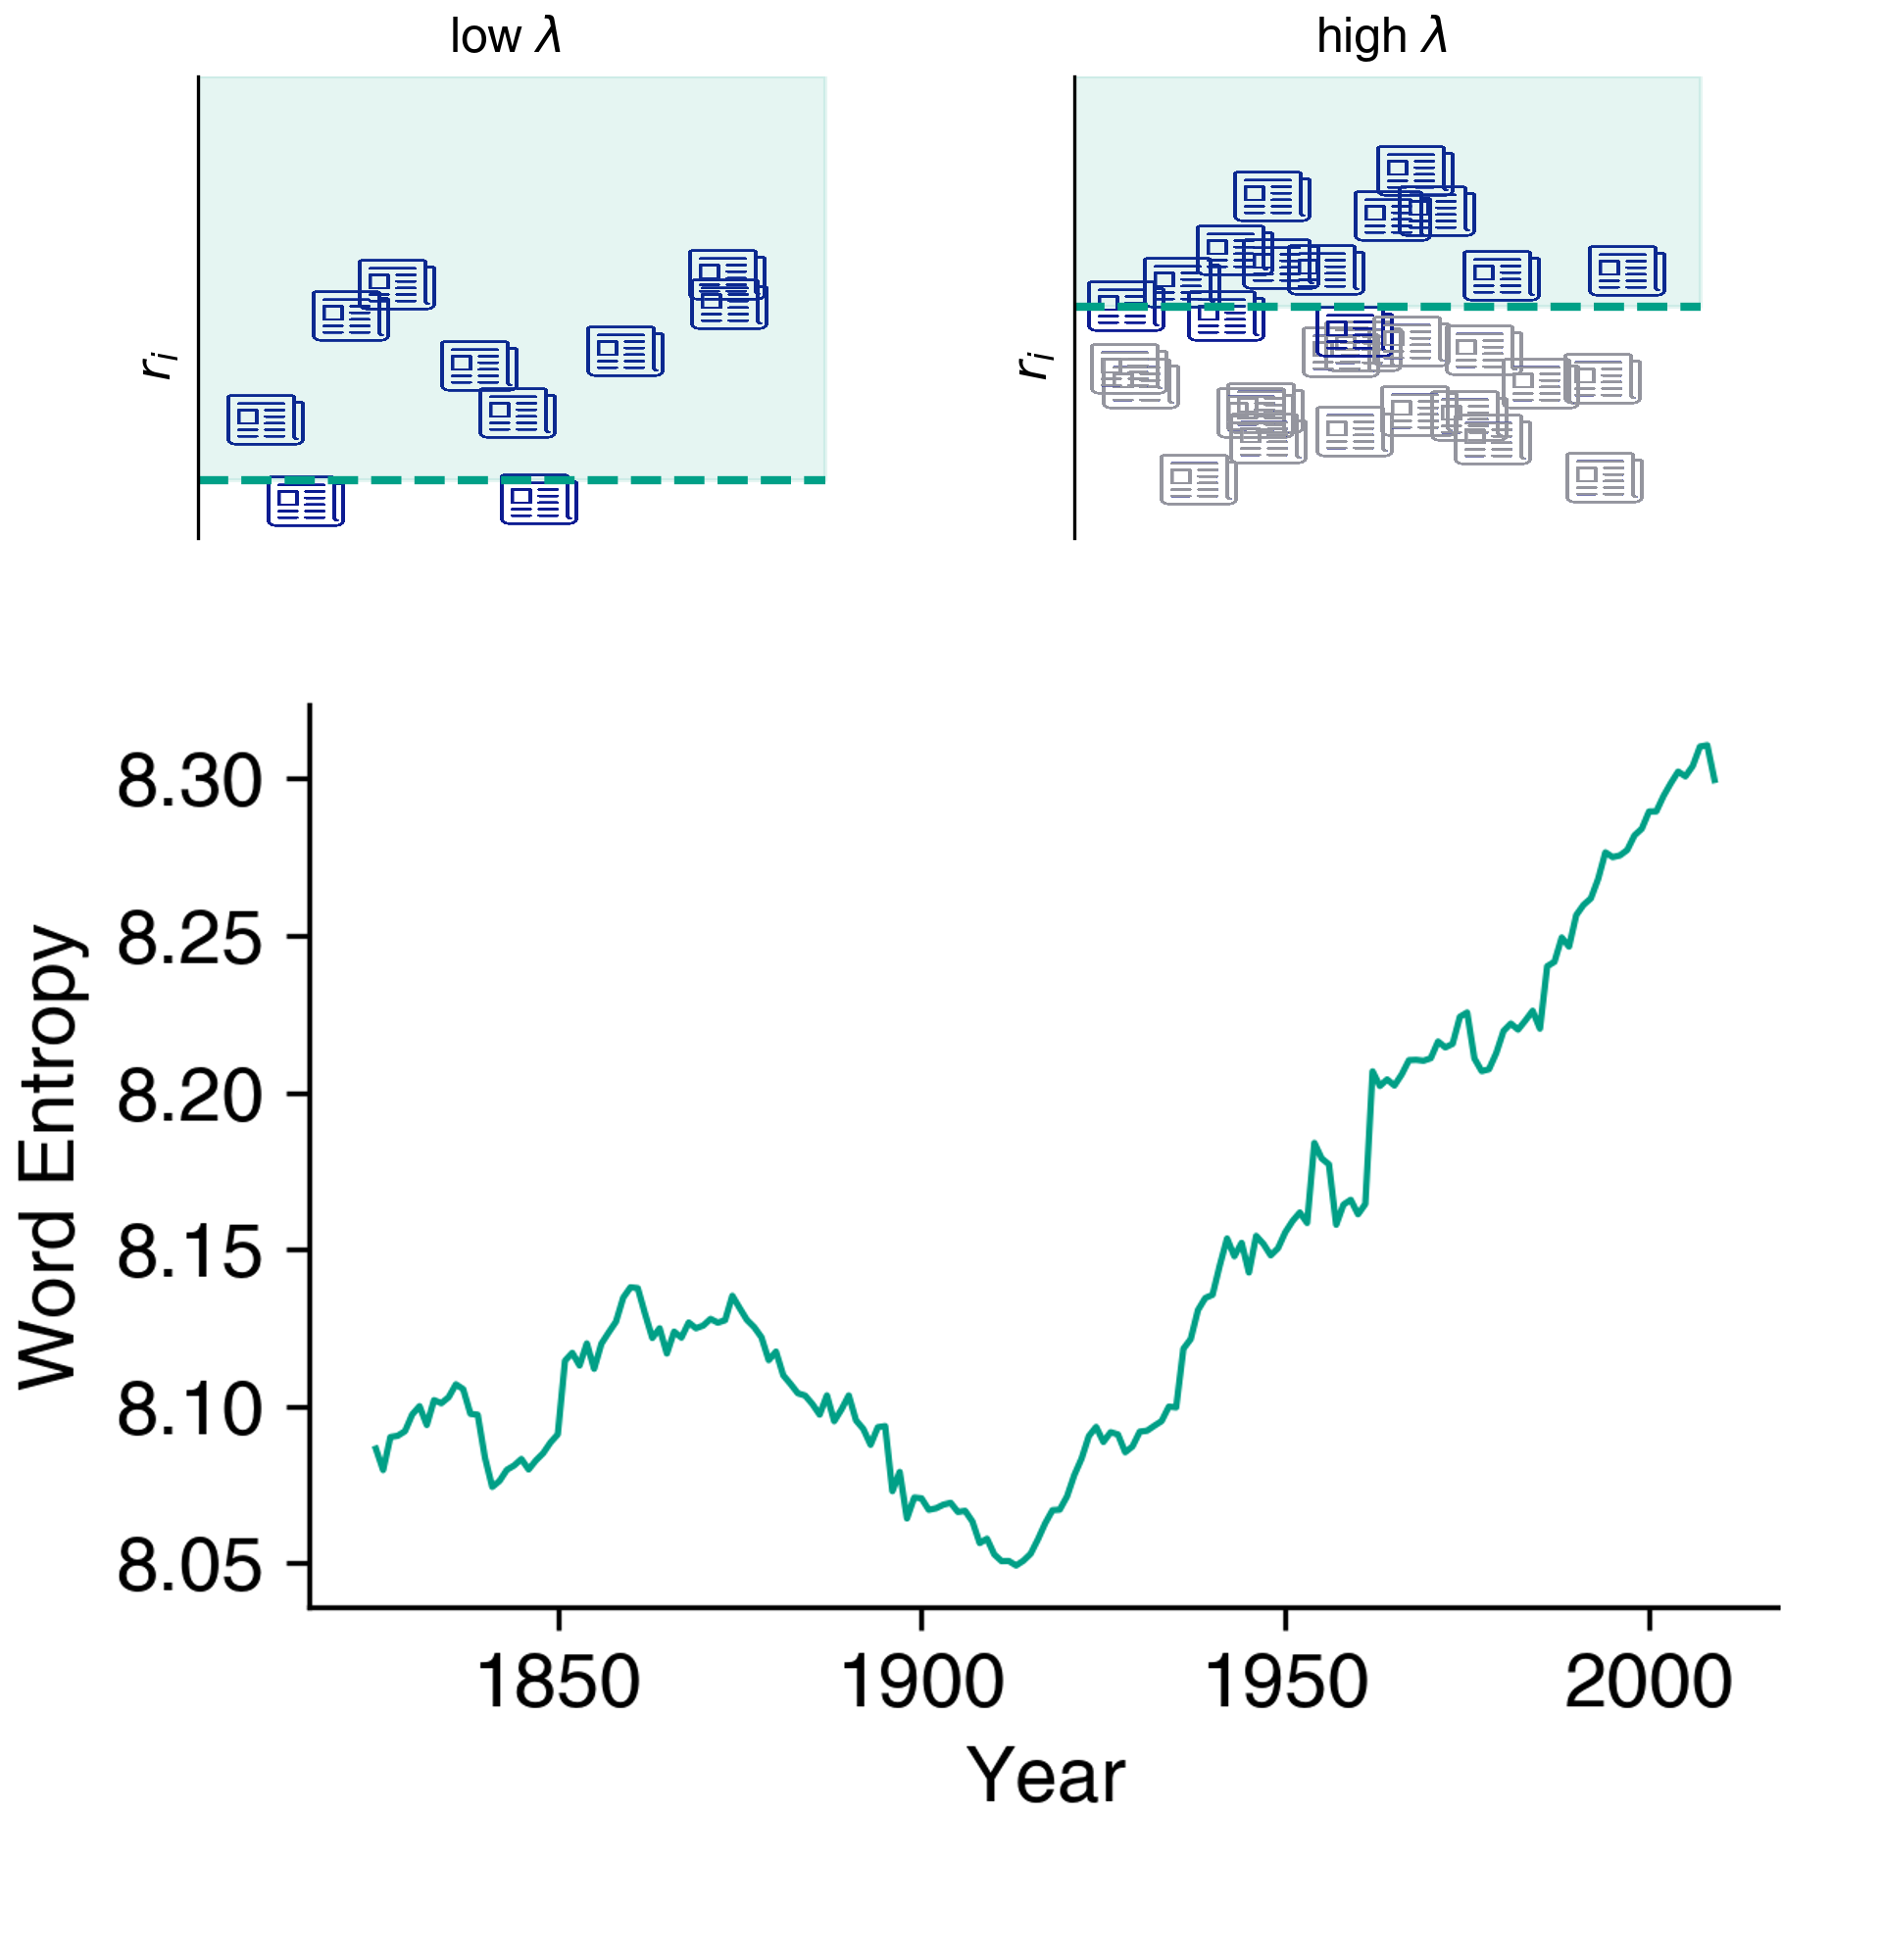 low λ
high λ
r_i
r_i
8.30
8.25
8.20
8.15
8.10
8.05
Word Entropy
1850 1900 1950 2000
Year